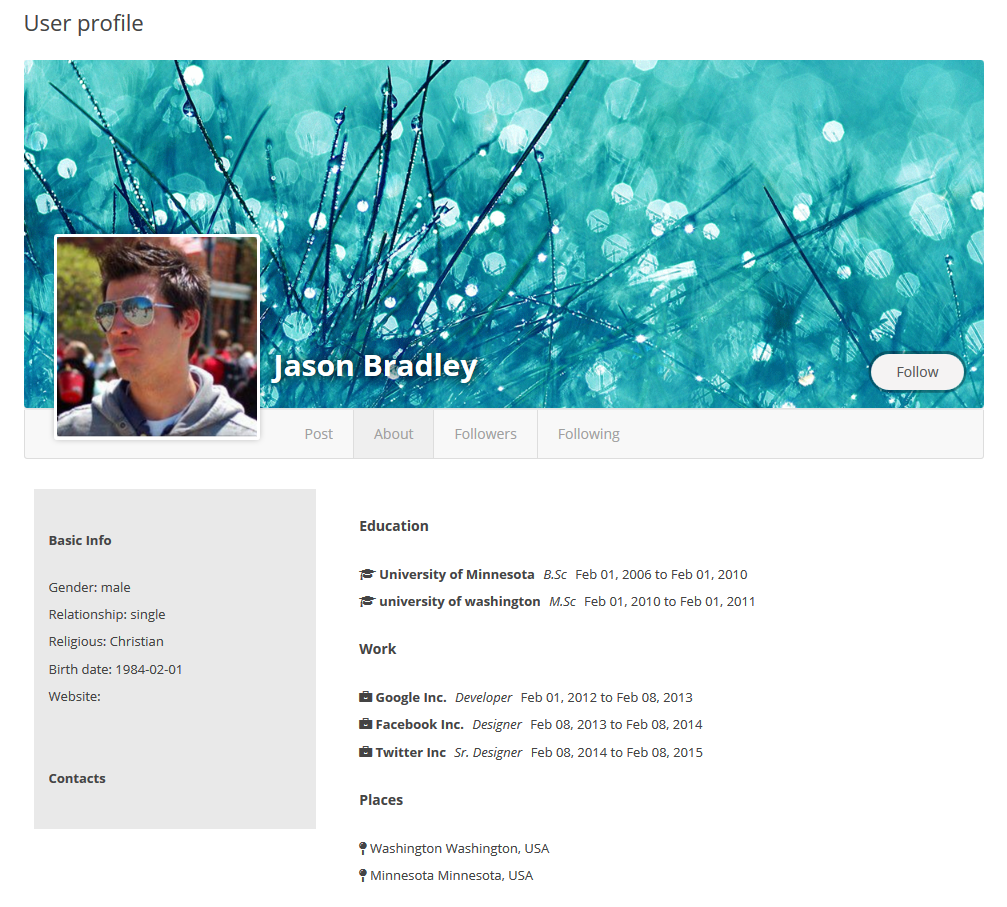 User profile
Jason Bradley
Follow
Post
About
Followers
Following
Basic Info
Gender: male
Relationship: single
Religious: Christian
Birth date: 1984-02-01
Website:
Contacts
Education
University of Minnesota B.Sc Feb 01, 2006 to Feb 01, 2010
university of washington M.Sc Feb 01, 2010 to Feb 01, 2011
Work
Google Inc. Developer Feb 01, 2012 to Feb 08, 2013
Facebook Inc. Designer Feb 08, 2013 to Feb 08, 2014
Twitter Inc Sr. Designer Feb 08, 2014 to Feb 08, 2015
Places
Washington Washington, USA
Minnesota Minnesota, USA